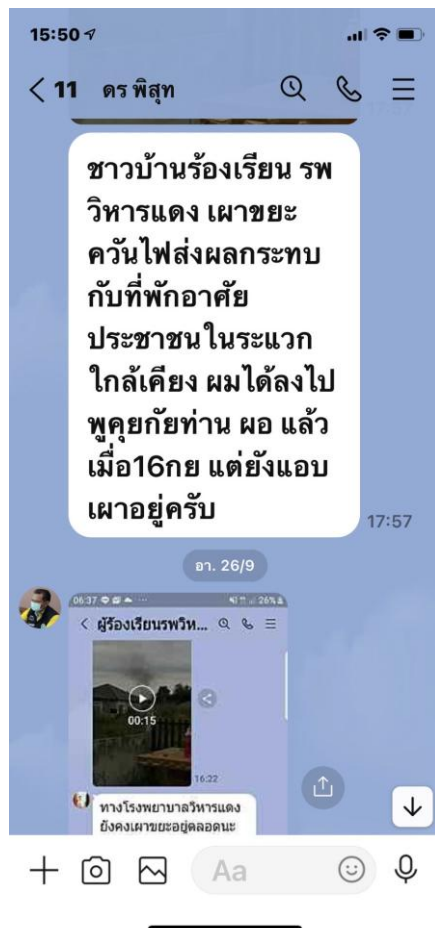 15:50
11 ดร พิสุท
ชาวบ้านร้องเรียน รพ
วิหารแดง เผาขยะ
ควันไฟส่งผลกระทบ
กับที่พักอาศัย
ประชาชนในระแวก
ใกล้เคียง ผมได้ลงไป
พูคุยกัยท่าน ผอ แล้ว
เมื่อ16กย แต่ยังแอบ
เผาอยู่ครับ
17:57
อา. 26/9
06:37 26%
ผู้ร้องเรียนรพวิห...
00:15
16:22
ทางโรงพยาบาลวิหารแดง
ยังคงเผาขยะอยู่ตลอดนะ
Aa